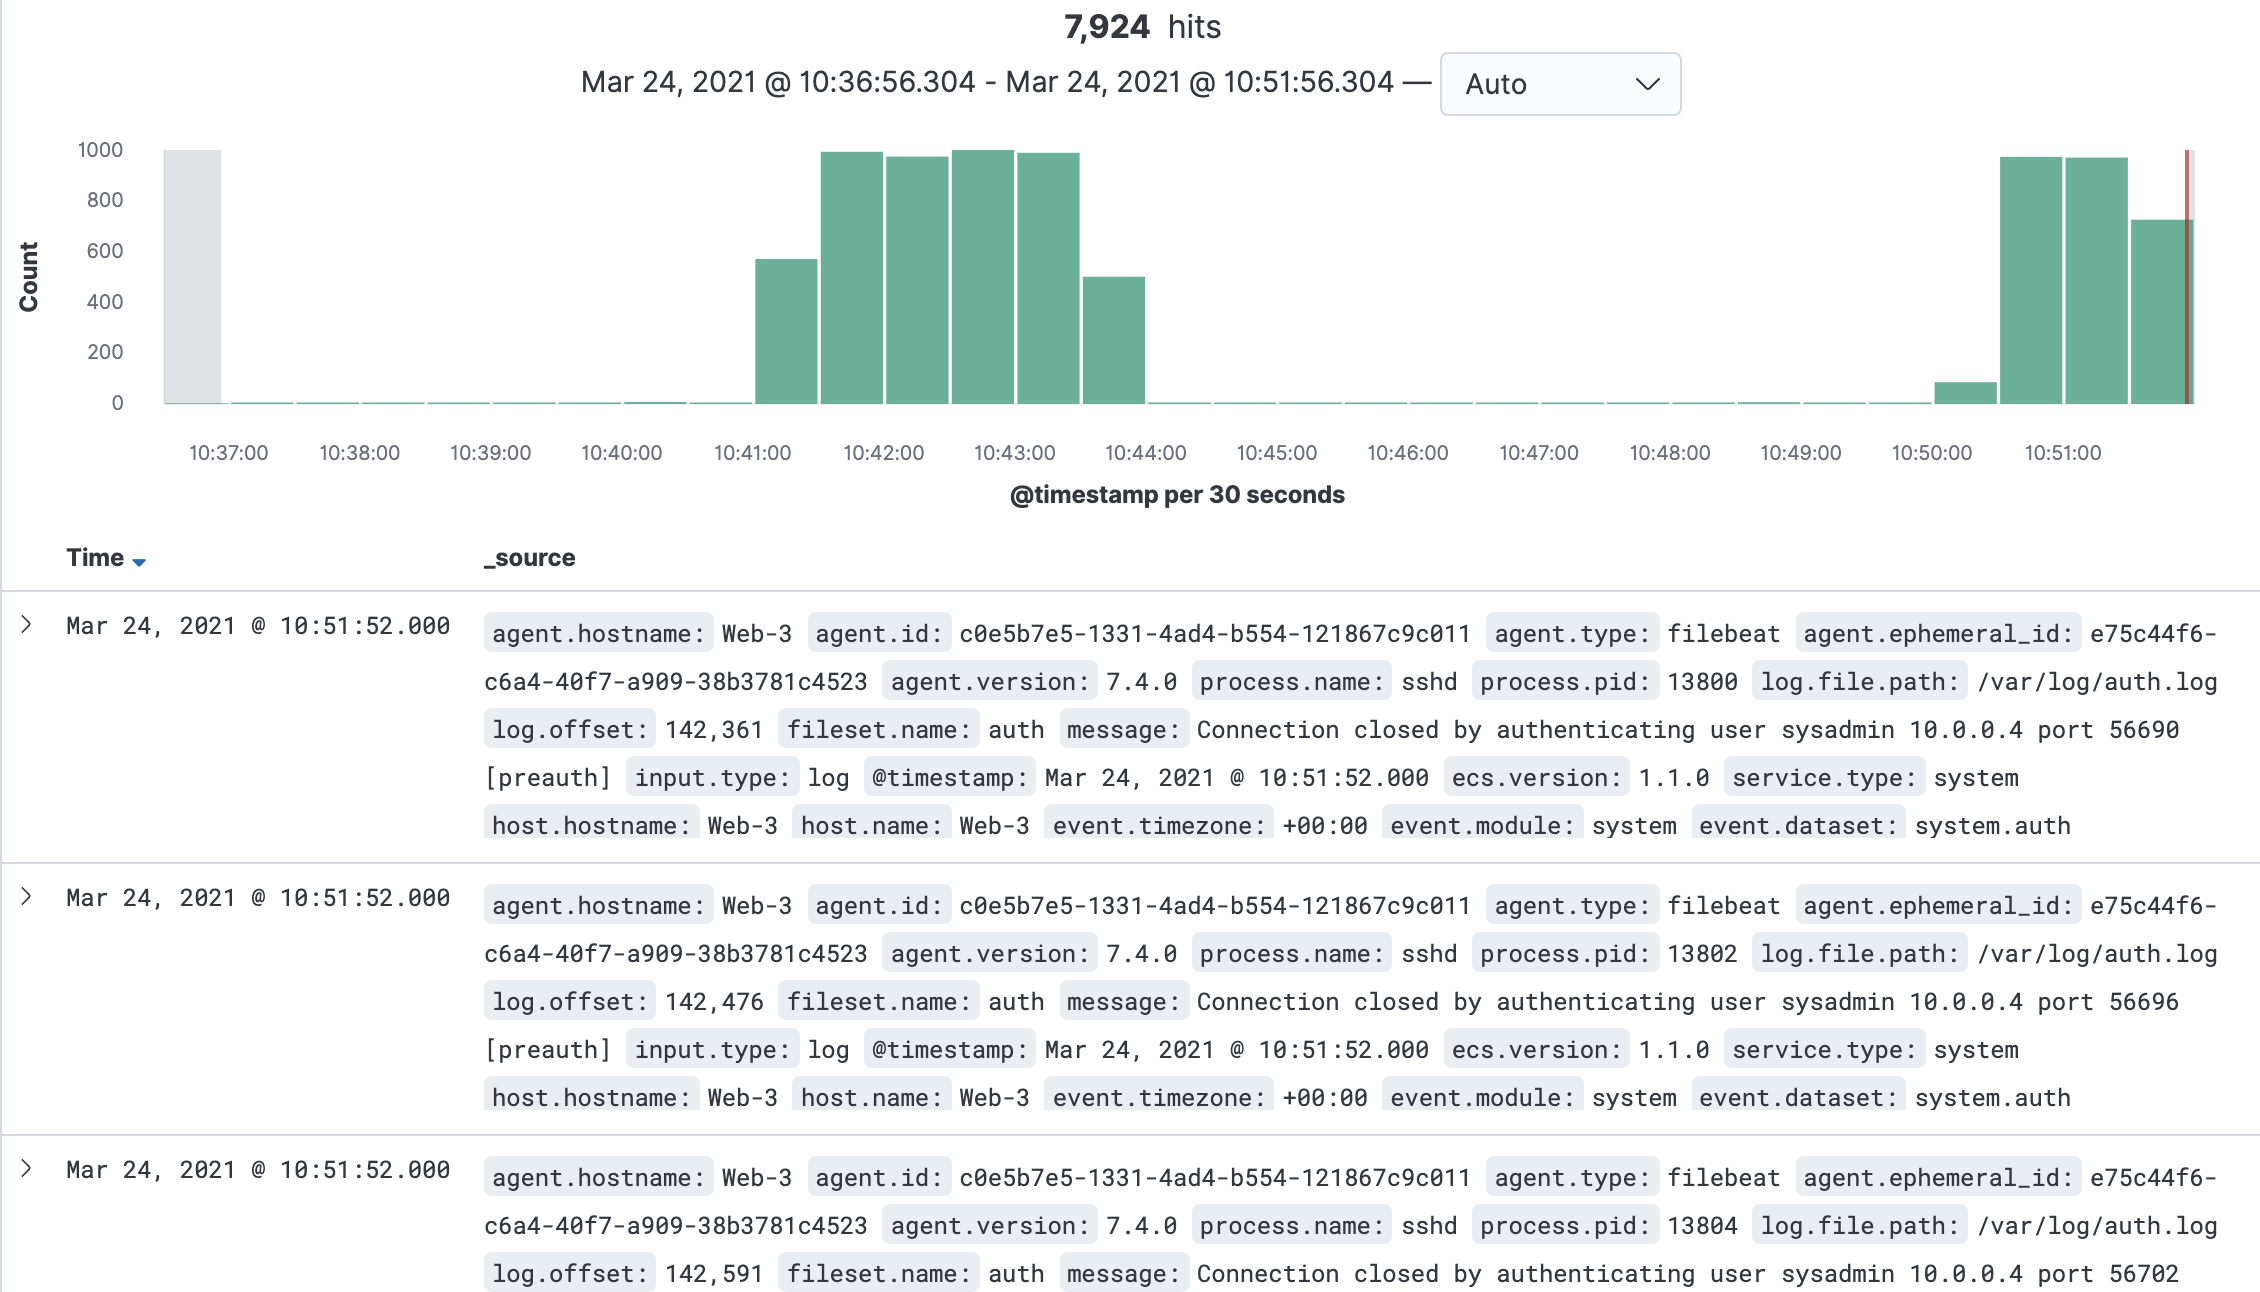 7,924 hits
Mar 24, 2021 @ 10:36:56.304 - Mar 24, 2021 @ 10:51:56.304 — Auto
1000
800
600
400
200
0
Count
10:37:00 10:38:00 10:39:00 10:40:00 10:41:00 10:42:00 10:43:00 10:44:00 10:45:00 10:46:00 10:47:00 10:48:00 10:49:00 10:50:00 10:51:00
@timestamp per 30 seconds
Time _source
Mar 24, 2021 @ 10:51:52.000 agent.hostname: Web-3 agent.id: c0e5b7e5-1331-4ad4-b554-121867c9c011 agent.type: filebeat agent.ephemeral_id: e75c44f6-
c6a4-40f7-a909-38b3781c4523 agent.version: 7.4.0 process.name: sshd process.pid: 13800 log.file.path: /var/log/auth.log
log.offset: 142,361 fileset.name: auth message: Connection closed by authenticating user sysadmin 10.0.0.4 port 56690
[preauth] input.type: log @timestamp: Mar 24, 2021 @ 10:51:52.000 ecs.version: 1.1.0 service.type: system
host.hostname: Web-3 host.name: Web-3 event.timezone: +00:00 event.module: system event.dataset: system.auth
Mar 24, 2021 @ 10:51:52.000 agent.hostname: Web-3 agent.id: c0e5b7e5-1331-4ad4-b554-121867c9c011 agent.type: filebeat agent.ephemeral_id: e75c44f6-
c6a4-40f7-a909-38b3781c4523 agent.version: 7.4.0 process.name: sshd process.pid: 13802 log.file.path: /var/log/auth.log
log.offset: 142,476 fileset.name: auth message: Connection closed by authenticating user sysadmin 10.0.0.4 port 56696
[preauth] input.type: log @timestamp: Mar 24, 2021 @ 10:51:52.000 ecs.version: 1.1.0 service.type: system
host.hostname: Web-3 host.name: Web-3 event.timezone: +00:00 event.module: system event.dataset: system.auth
Mar 24, 2021 @ 10:51:52.000 agent.hostname: Web-3 agent.id: c0e5b7e5-1331-4ad4-b554-121867c9c011 agent.type: filebeat agent.ephemeral_id: e75c44f6-
c6a4-40f7-a909-38b3781c4523 agent.version: 7.4.0 process.name: sshd process.pid: 13804 log.file.path: /var/log/auth.log
log.offset: 142,591 fileset.name: auth message: Connection closed by authenticating user sysadmin 10.0.0.4 port 56702